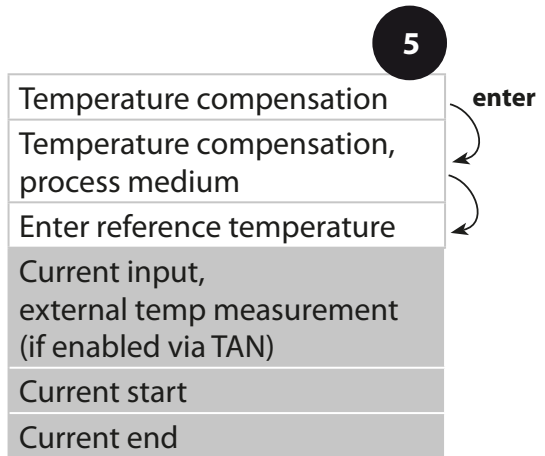 5
Temperature compensation
enter
Temperature compensation,
process medium
Enter reference temperature
Current input,
external temp measurement
(if enabled via TAN)
Current start
Current end